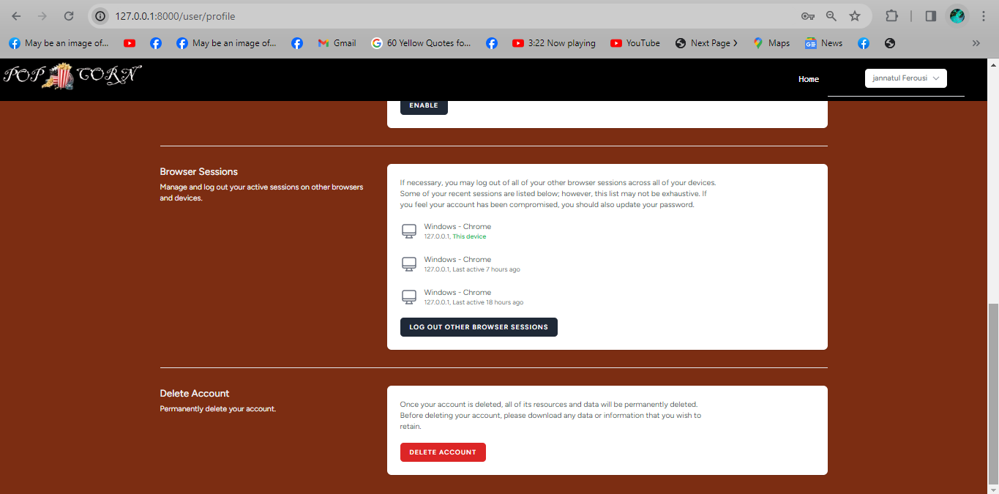 127.0.0.1:8000/user/profile
May be an image of... May be an image of... Gmail 60 Yellow Quotes fo... 3:22 Now playing YouTube Next Page Maps News
POP CORN
Home
jannatul Ferousi
ENABLE
Browser Sessions
Manage and log out your active sessions on other browsers
and devices.
If necessary, you may log out of all of your other browser sessions across all of your devices.
Some of your recent sessions are listed below; however, this list may not be exhaustive. If
you feel your account has been compromised, you should also update your password.
Windows - Chrome
127.0.0.1, This device
Windows - Chrome
127.0.0.1, Last active 7 hours ago
Windows - Chrome
127.0.0.1, Last active 18 hours ago
LOG OUT OTHER BROWSER SESSIONS
Delete Account
Permanently delete your account.
Once your account is deleted, all of its resources and data will be permanently deleted.
Before deleting your account, please download any data or information that you wish to
retain.
DELETE ACCOUNT